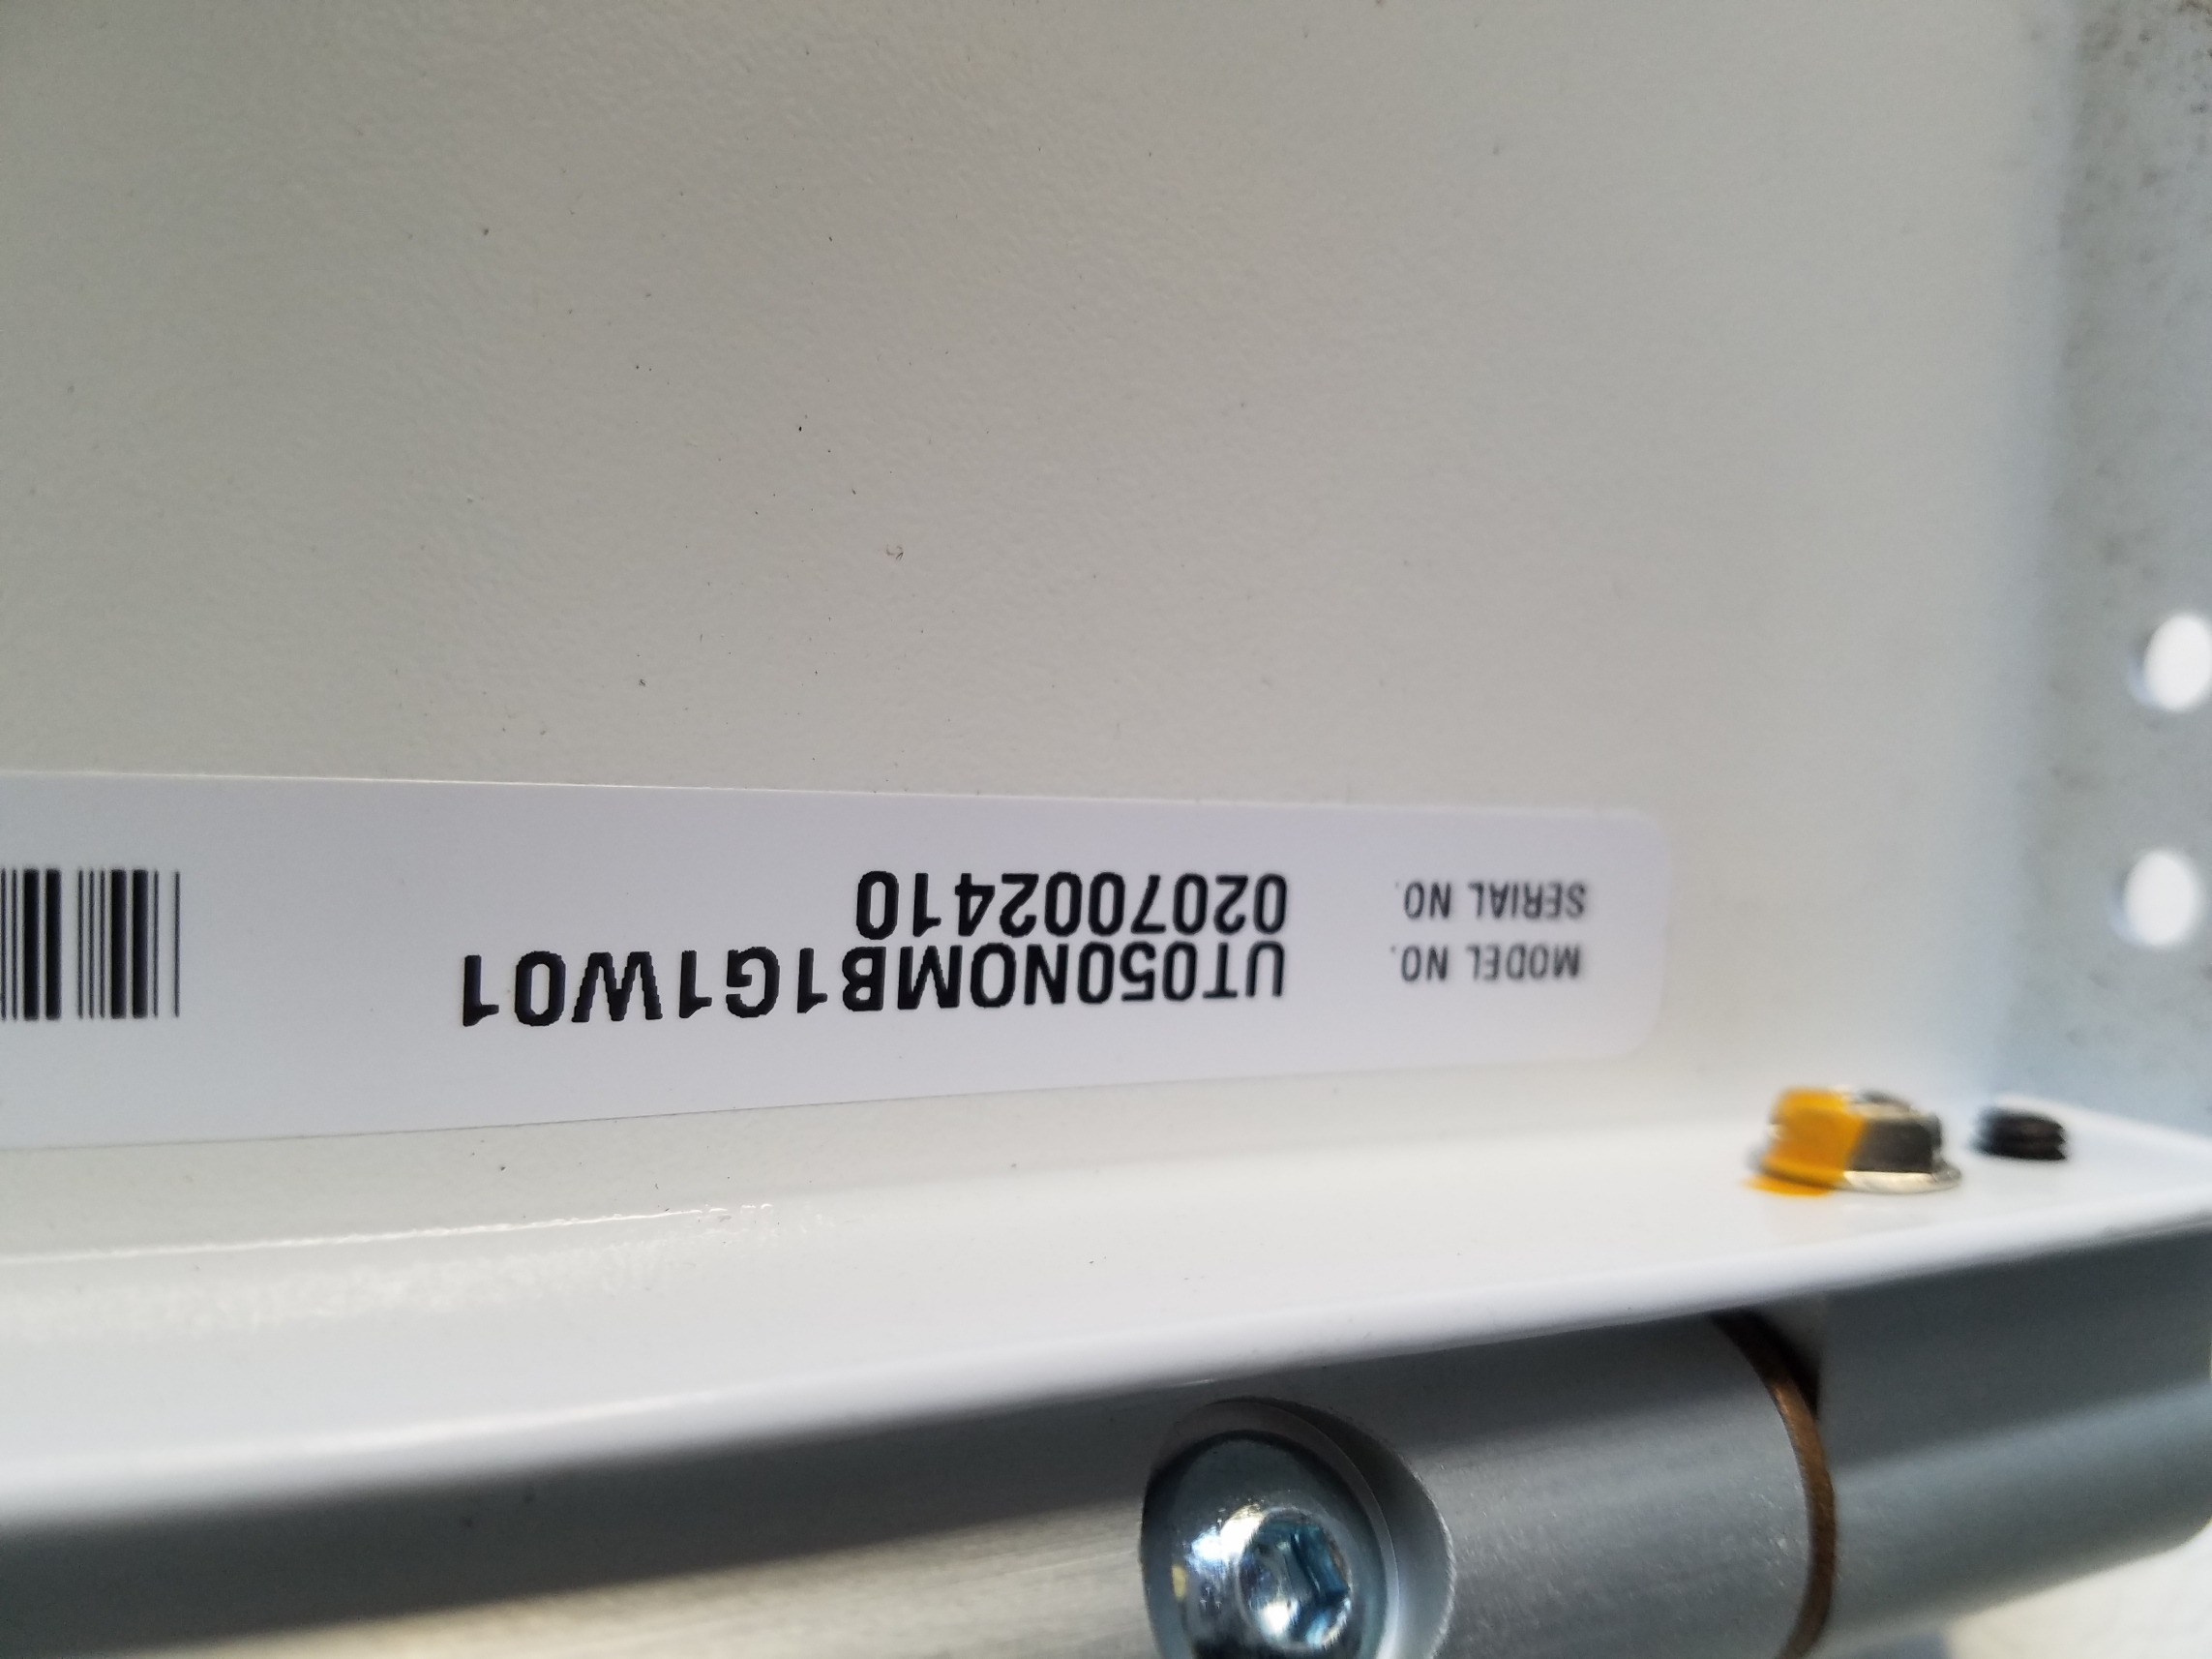 MODEL NO. UT050NOMB1G1W01
SERIAL NO. 0207002410